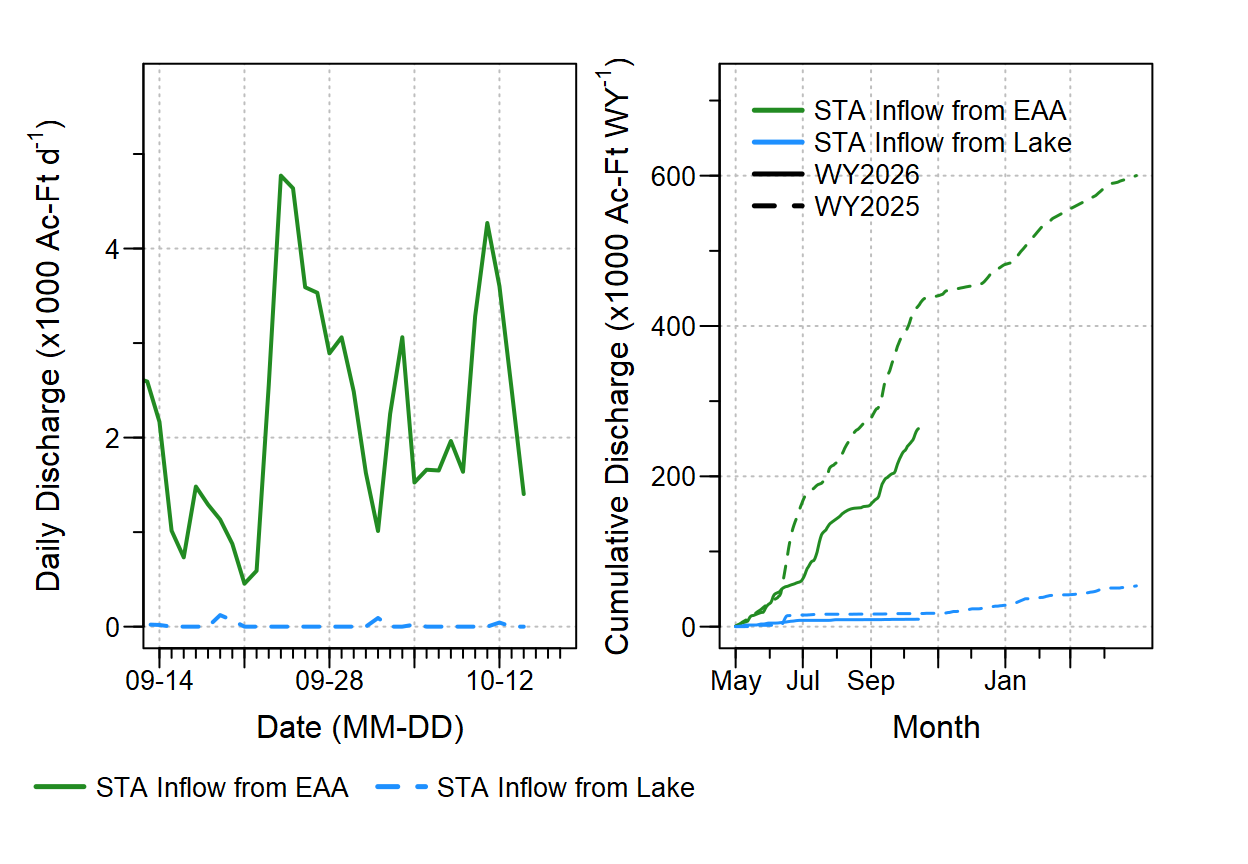 Daily Discharge (x1000 Ac-Ft d-1)
4
2
0
09-14 09-28 10-12
Date (MM-DD)
STA Inflow from EAA STA Inflow from Lake
Cumulative Discharge (x1000 Ac-Ft WY-1)
600
400
200
0
STA Inflow from EAA
STA Inflow from Lake
WY2026
WY2025
May Jul Sep Jan
Month